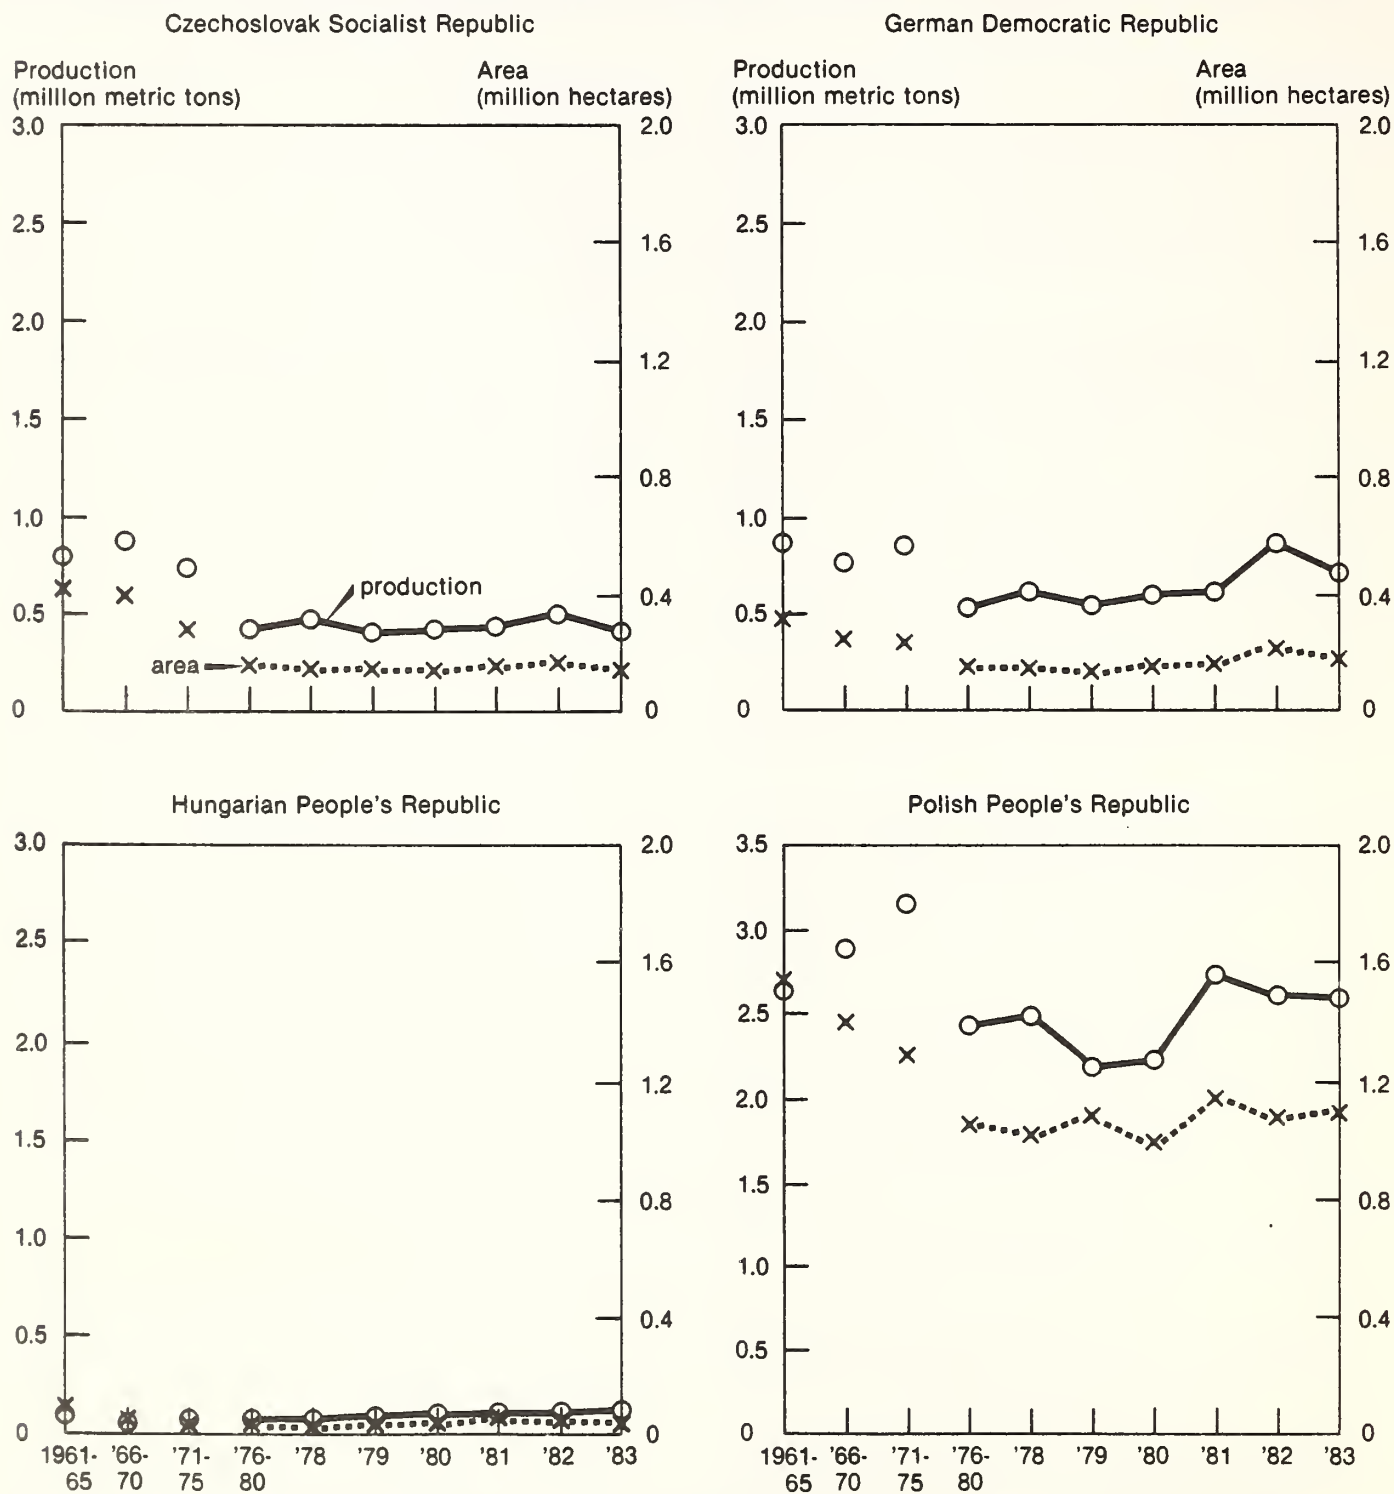 Czechoslovak Socialist Republic
Production
(million metric tons)
Area
(million hectares)
3.0
2.5
2.0
1.5
1.0
0.5
0
2.0
1.6
1.2
0.8
0.4
0
production
area
German Democratic Republic
Production
(million metric tons)
Area
(million hectares)
3.0
2.5
2.0
1.5
1.0
0.5
0
2.0
1.6
1.2
0.8
0.4
0
Hungarian People's Republic
3.0
2.5
2.0
1.5
1.0
0.5
0
2.0
1.6
1.2
0.8
0.4
0
1961- '66- '71- '76- '78 '79 '80 '81 '82 '83
65 70 75 80
Polish People's Republic
3.5
3.0
2.5
2.0
1.5
1.0
0.5
0
2.0
1.6
1.2
0.8
0.4
0
1961- '66- '71- '76- '78 '79 '80 '81 '82 '83
65 70 75 80